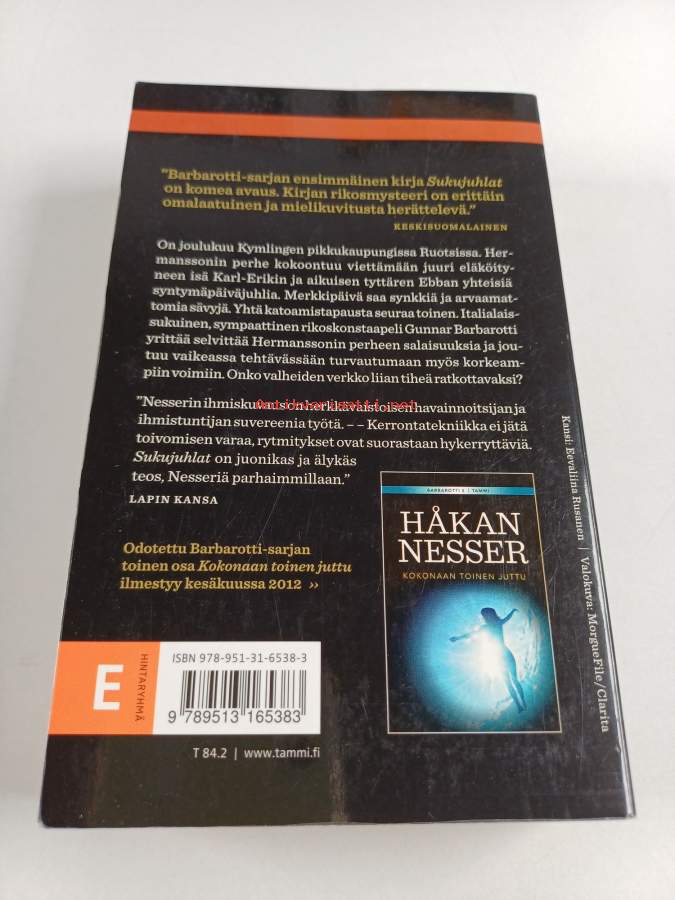 "Barbarotti-sarjan ensimmäinen kirja Sukujuhlat
on komea avaus. Kirjan rikosmysteeri on erittäin
omalaatuinen ja mielikuvitusta herättelevä."
KESKISUOMALAINEN
On joulukuu Kymlingen pikkukaupungissa Ruotsissa. Her-
manssonin perhe kokoontuu viettämään juuri eläköity-
neen isä Karl-Erikin ja aikuisen tyttären Ebban yhteisiä
syntymäpäiväjuhlia. Merkkipäivä saa synkkiä ja arvaamat-
tomia sävyjä. Yhtä katoamistapausta seuraa toinen. Italialais-
sukuinen, sympaattinen rikoskonstaapeli Gunnar Barbarotti
yrittää selvittää Hermanssonin perheen salaisuuksia ja jou-
tuu vaikeassa tehtävässään turvautumaan myös korkeam-
piin voimiin. Onko valheiden verkko liian tiheä ratkottavaksi?
"Nesserin ihmiskuvaus on herkkävaistoisen havainnoitsijan ja
ihmistuntijan suvereenia työtä. – – Kerrontatekniikka ei jätä
toivomisen varaa, rytmitykset ovat suorastaan hykerryttäviä.
Sukujuhlat on juonikas ja älykäs
teos, Nesseriä parhaimmillaan."
LAPIN KANSA
Odotettu Barbarotti-sarjan
toinen osa Kokonaan toinen juttu
ilmestyy kesäkuussa 2012 »
BARBAROTTI 2 | TAMMI
HÅKAN
NESSER
KOKONAAN TOINEN JUTTU
E
HINTARYHMÄ
ISBN 978-951-31-6538-3
9 789513 165383
T 84.2 | www.tammi.fi
Kansi: Eevaliina Rusanen | Valokuva: MorgueFile/Clarita